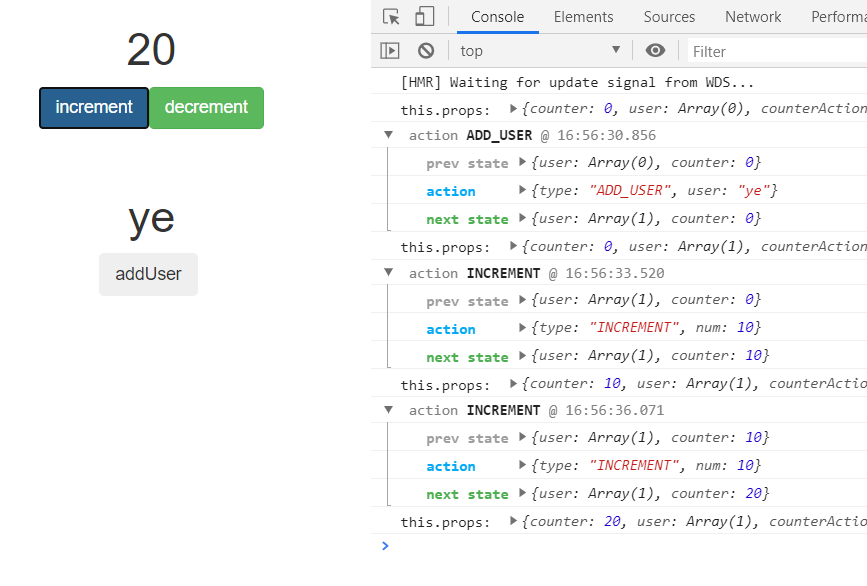 20
increment decrement
ye
addUser
Console Elements Sources Network Performa
top Filter
[HMR] Waiting for update signal from WDS...
this.props: {counter: 0, user: Array(0), counterAction
action ADD_USER @ 16:56:30.856
prev state {user: Array(0), counter: 0}
action {type: "ADD_USER", user: "ye"}
next state {user: Array(1), counter: 0}
this.props: {counter: 0, user: Array(1), counterAction
action INCREMENT @ 16:56:33.520
prev state {user: Array(1), counter: 0}
action {type: "INCREMENT", num: 10}
next state {user: Array(1), counter: 10}
this.props: {counter: 10, user: Array(1), counterActio
action INCREMENT @ 16:56:36.071
prev state {user: Array(1), counter: 10}
action {type: "INCREMENT", num: 10}
next state {user: Array(1), counter: 20}
this.props: {counter: 20, user: Array(1), counterActio